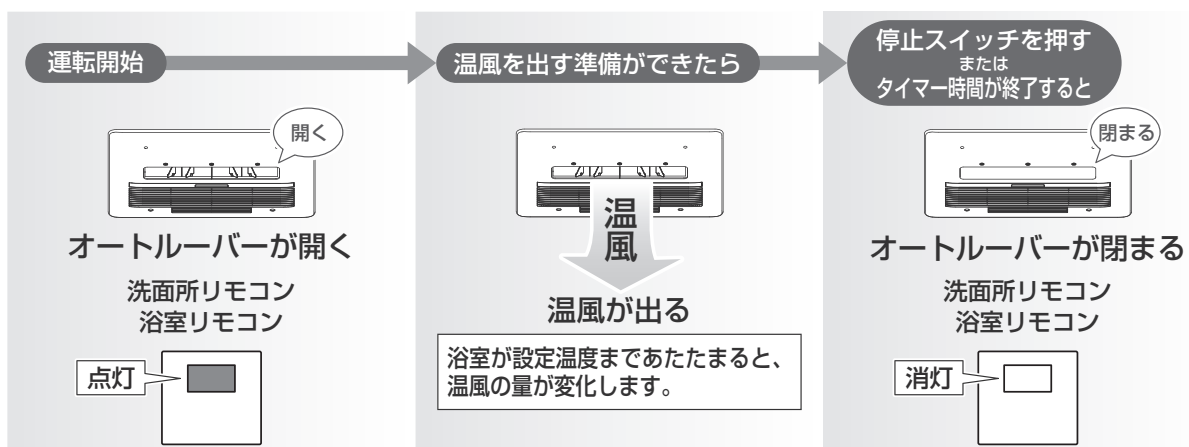 運転開始
開く
オートルーバーが開く
洗面所リモコン
浴室リモコン
点灯
温風を出す準備ができたら
温風
温風が出る
浴室が設定温度まであたたまると、
温風の量が変化します。
停止スイッチを押す
または
タイマー時間が終了すると
閉まる
オートルーバーが閉まる
洗面所リモコン
浴室リモコン
消灯